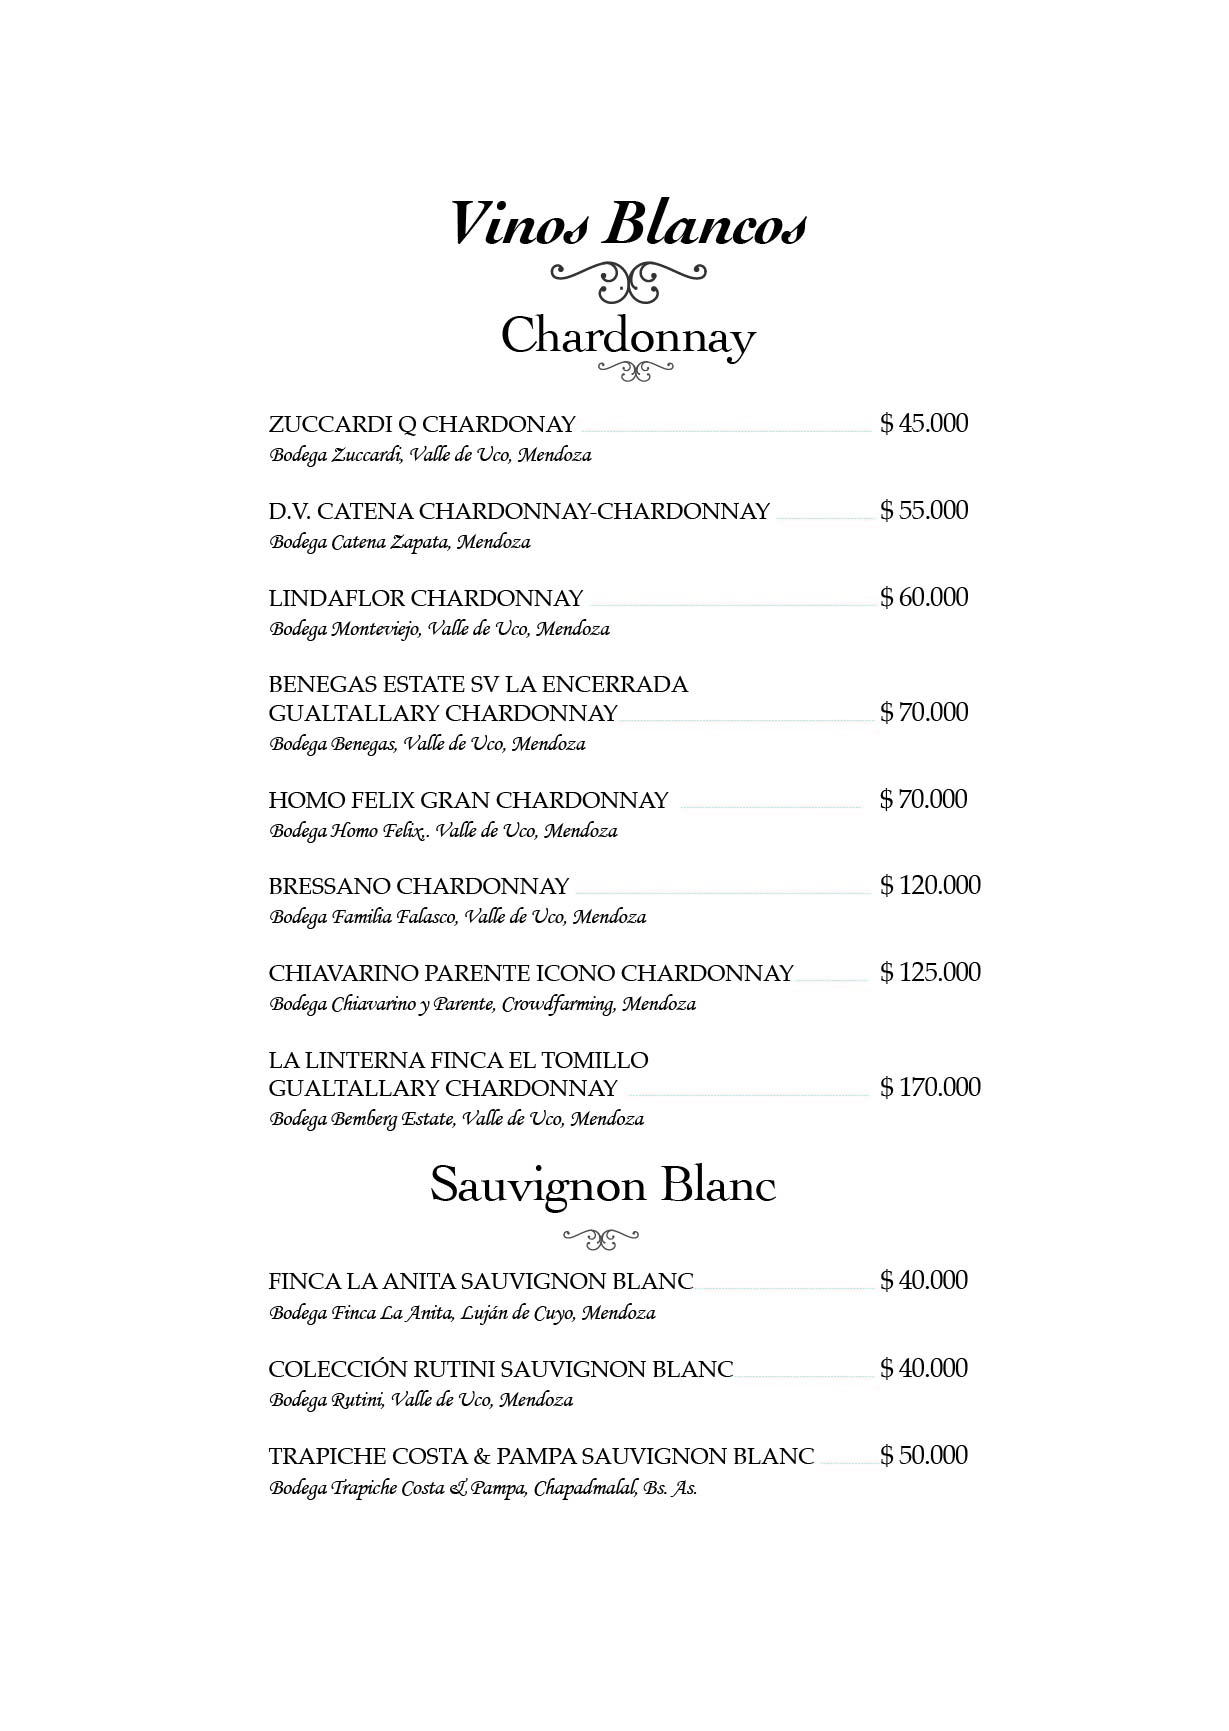 Vinos Blancos
Chardonnay
ZUCCARDI Q CHARDONAY $ 45.000
Bodega Zuccardi, Valle de Uco, Mendoza
D.V. CATENA CHARDONNAY-CHARDONNAY $ 55.000
Bodega Catena Zapata, Mendoza
LINDAFLOR CHARDONNAY $ 60.000
Bodega Monteviejo, Valle de Uco, Mendoza
BENEGAS ESTATE SV LA ENCERRADA
GUALTALLARY CHARDONNAY $ 70.000
Bodega Benegas, Valle de Uco, Mendoza
HOMO FELIX GRAN CHARDONNAY $ 70.000
Bodega Homo Felix,. Valle de Uco, Mendoza
BRESSANO CHARDONNAY $ 120.000
Bodega Familia Falasco, Valle de Uco, Mendoza
CHIAVARINO PARENTE ICONO CHARDONNAY $ 125.000
Bodega Chiavarino y Parente, Crowdfarming, Mendoza
LA LINTERNA FINCA EL TOMILLO
GUALTALLARY CHARDONNAY $ 170.000
Bodega Bemberg Estate, Valle de Uco, Mendoza
Sauvignon Blanc
FINCA LA ANITA SAUVIGNON BLANC $ 40.000
Bodega Finca La Anita, Luján de Cuyo, Mendoza
COLECCIÓN RUTINI SAUVIGNON BLANC $ 40.000
Bodega Rutini, Valle de Uco, Mendoza
TRAPICHE COSTA & PAMPA SAUVIGNON BLANC $ 50.000
Bodega Trapiche Costa & Pampa, Chapadmalal, Bs. As.